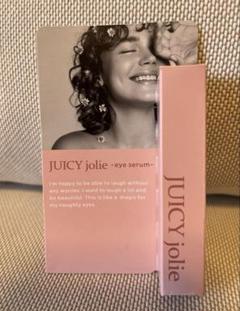 JUICY jolie -eye serum-
I'm happy to be able to laugh without
any worries. I want to laugh a lot and
be beautiful. This is like a magic for
my naughty eyes.
JUICY jolie